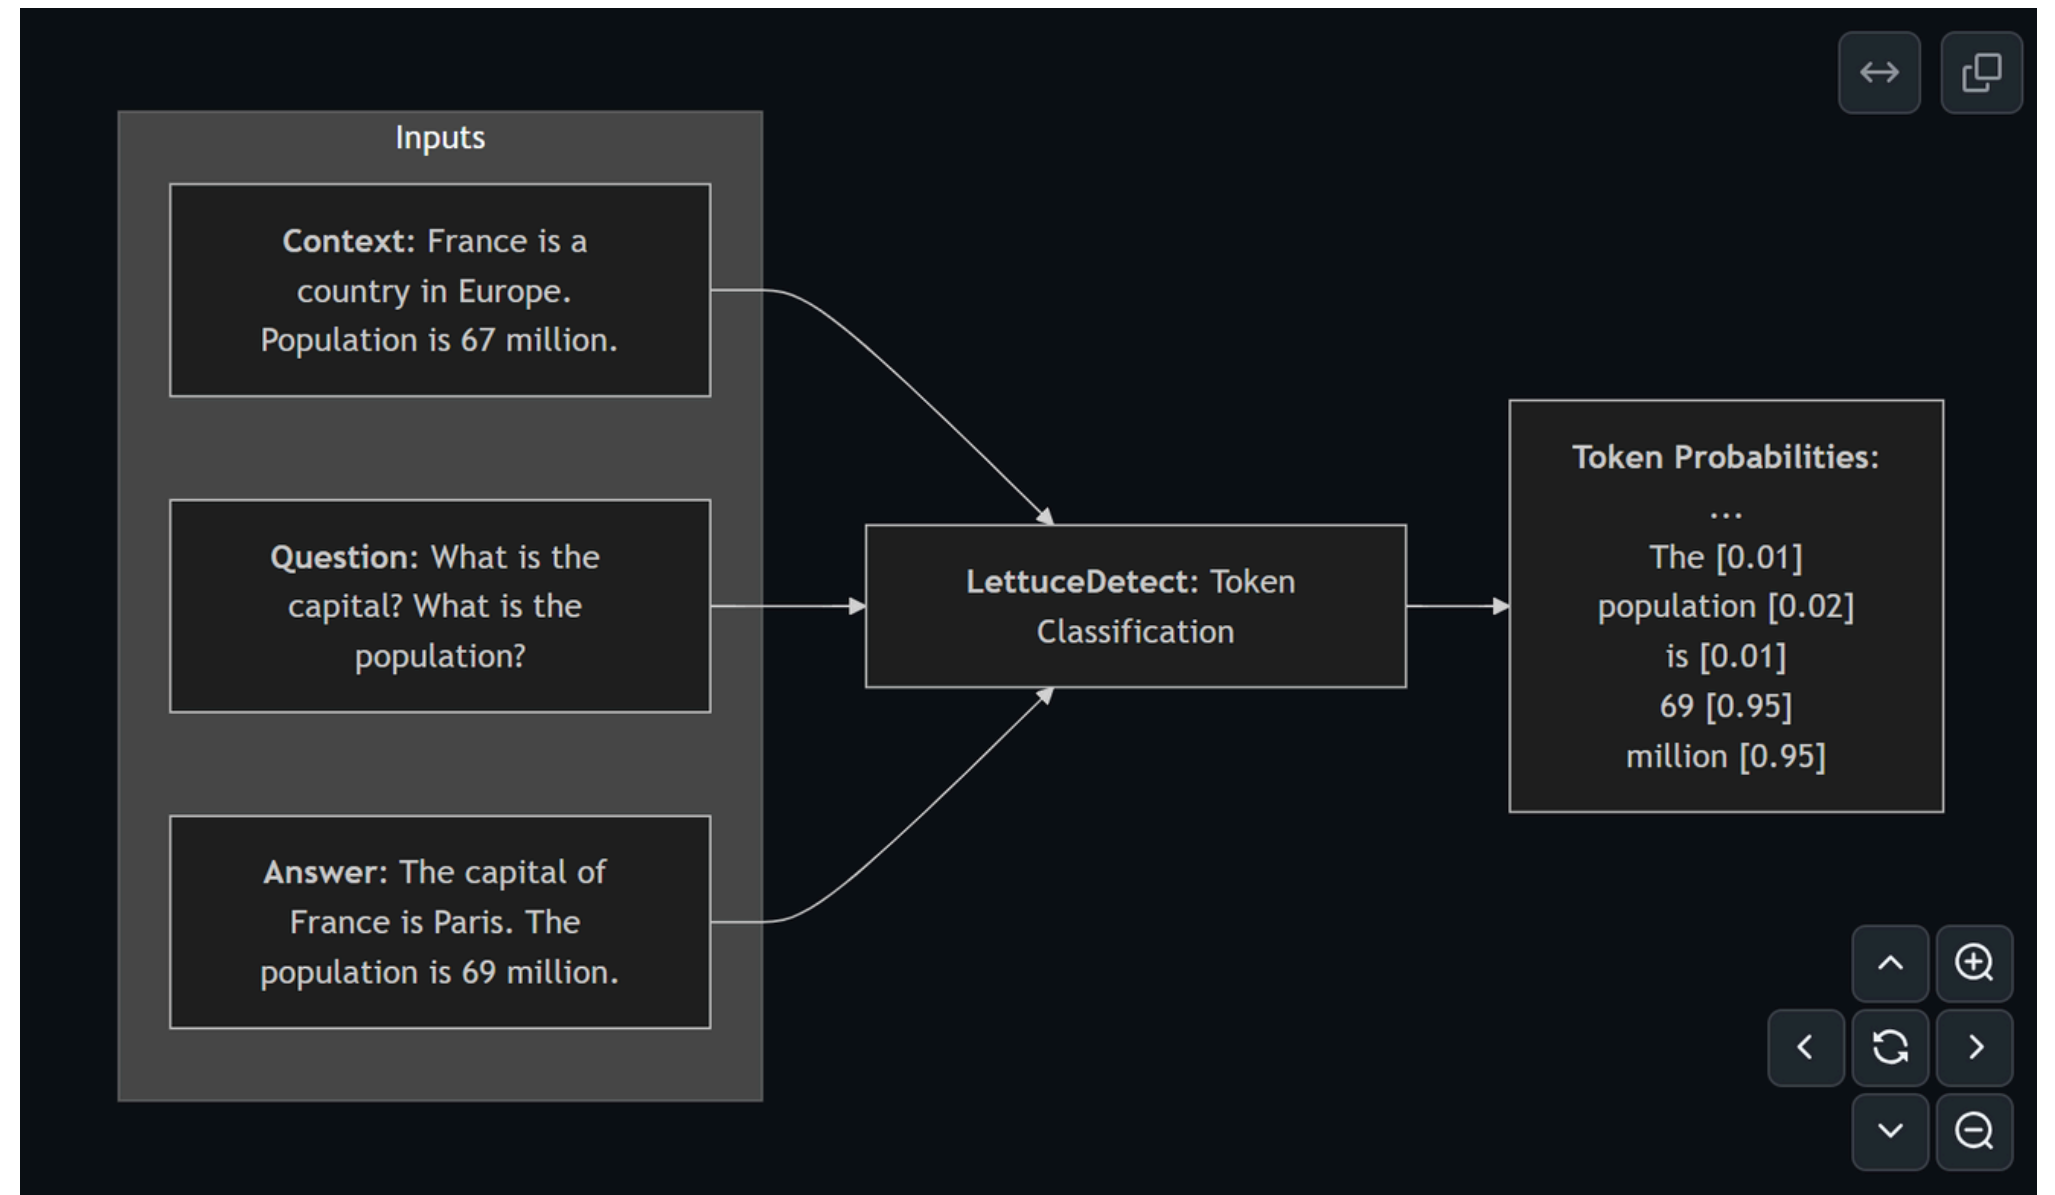 Inputs
Context: France is a
country in Europe.
Population is 67 million.
Question: What is the
capital? What is the
population?
Answer: The capital of
France is Paris. The
population is 69 million.
LettuceDetect: Token
Classification
Token Probabilities:
...
The [0.01]
population [0.02]
is [0.01]
69 [0.95]
million [0.95]